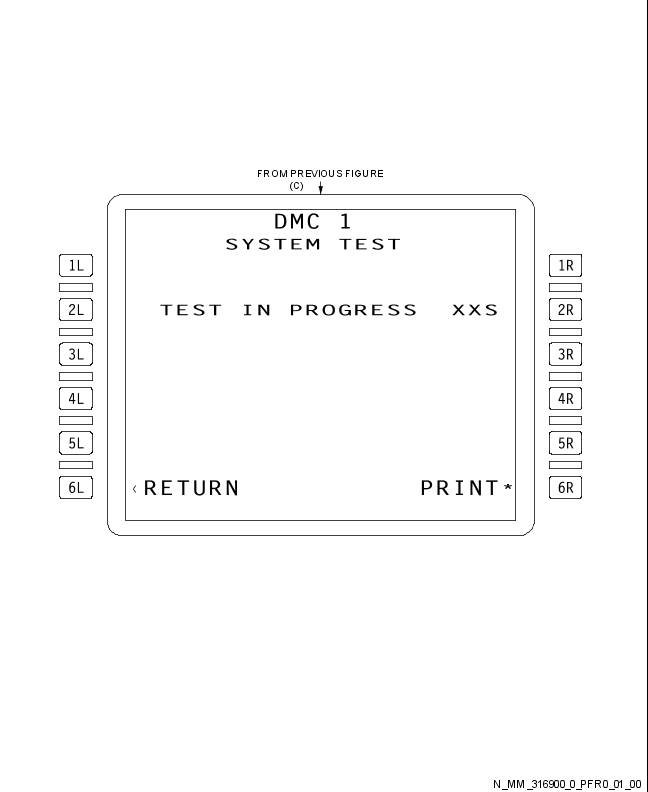 FROM PREVIOUS FIGURE
(C)
DMC 1
SYSTEM TEST
1L
1R
TEST IN PROGRESS XXS
2L
2R
3L
3R
4L
4R
5L
5R
6L
<RETURN
PRINT*
6R
N_MM_316900_0_PFR0_01_00